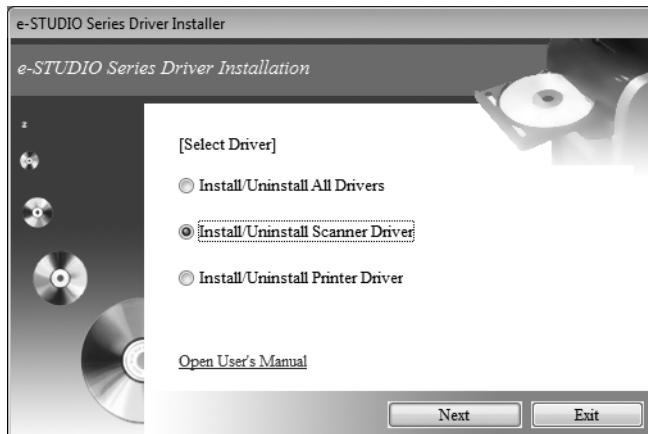 e-STUDIO Series Driver Installer
e-STUDIO Series Driver Installation
[Select Driver]
Install/Uninstall All Drivers
Install/Uninstall Scanner Driver
Install/Uninstall Printer Driver
Open User's Manual
Next
Exit